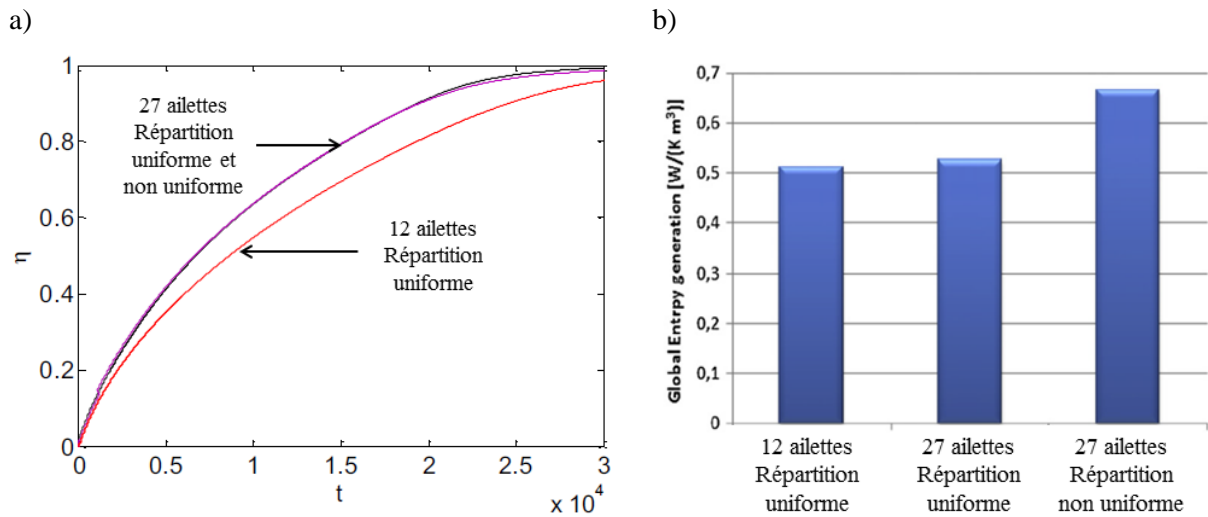 a)
1
0.8
0.6
0.4
0.2
0
η
27 ailettes
Répartition
uniforme et
non uniforme
12 ailettes
Répartition
uniforme
0
0.5
1
1.5
2
2.5
3
t
x 10⁴
b)
Global Entrpy generation [W/(K m³)]
0,7
0,6
0,5
0,4
0,3
0,2
0,1
0
12 ailettes
Répartition
uniforme
27 ailettes
Répartition
uniforme
27 ailettes
Répartition
non uniforme